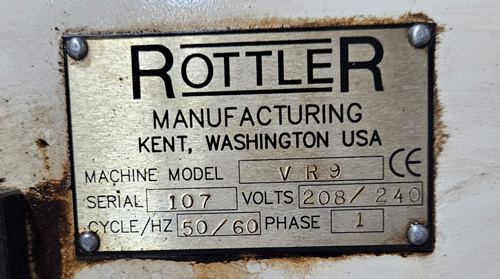 ROTTLER
MANUFACTURING
KENT, WASHINGTON USA
MACHINE MODEL VR9 CE
SERIAL 107 VOLTS 208/240
CYCLE/HZ 50/60 PHASE 1